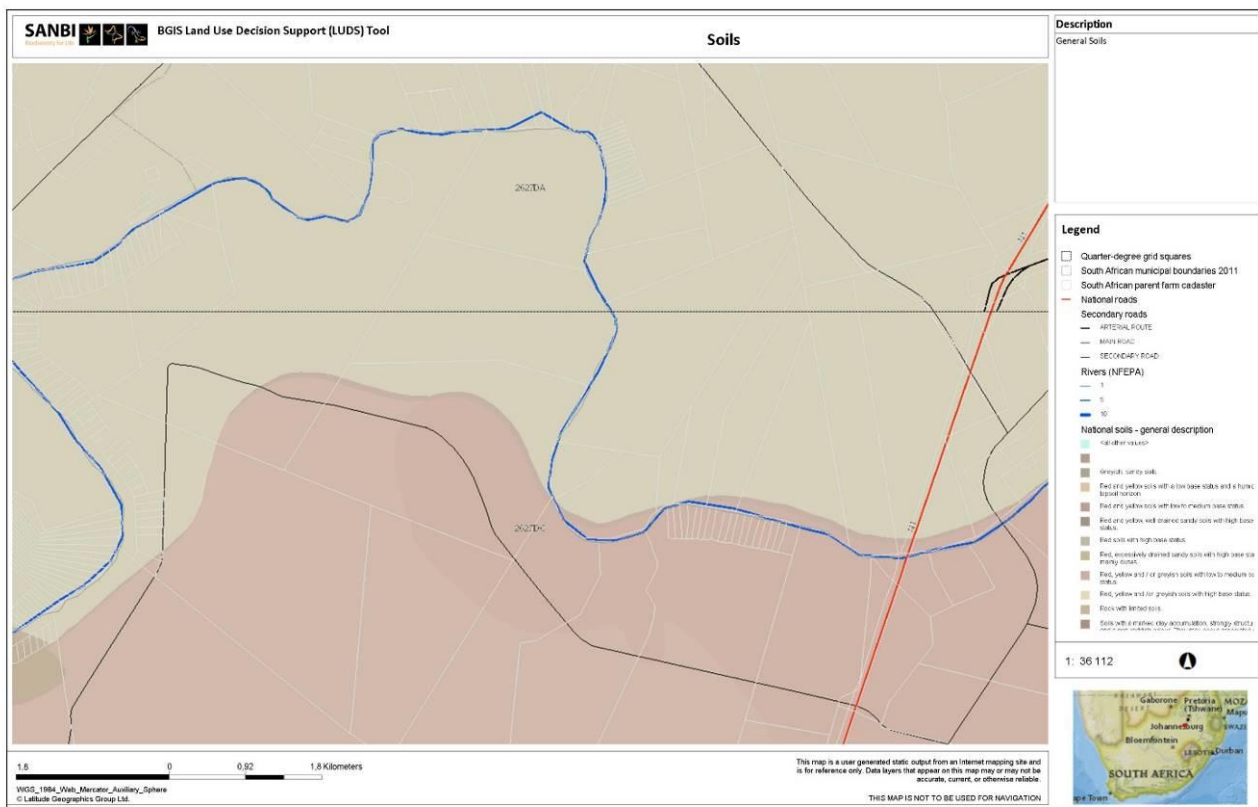 SANBI
Biodiversity for Life
BGIS Land Use Decision Support (LUDS) Tool
Soils
Description
General Soils
2627DA
2627DC
N1
N1
Legend
Quarter-degree grid squares
South African municipal boundaries 2011
South African parent farm cadaster
National roads
Secondary roads
ARTERIAL ROUTE
MAIN ROAD
SECONDARY ROAD
Rivers (NFEPA)
1
5
10
National soils - general description
<all other values>
Greyish, sandy soils
Red and yellow soils with a low base status and a humic
topsoil horizon
Red and yellow soils with low to medium base status
Red and yellow, well drained sandy soils with high base
status.
Red soils with high base status
Red, excessively drained sandy soils with high base sta
mainly dunes.
Red, yellow and / or greyish soils with low to medium
status
Red, yellow and /or greyish soils with high base status.
Rock with limited soils
Soils with a marked clay accumulation, strongly structu
1: 36 112
1,8
0
0,92
1,8 Kilometers
WGS_1984_Web_Mercator_Auxiliary_Sphere
© Latitude Geographics Group Ltd.
This map is a user generated static output from an Internet mapping site and
is for reference only. Data layers that appear on this map may or may not be
accurate, current, or otherwise reliable.
THIS MAP IS NOT TO BE USED FOR NAVIGATION
Gaborone
Pretoria
(Tshwane)
MOZ
Maps
DESERT
Johannesburg
SWAZI
Bloemfontein
LESOTHO
Durban
SOUTH AFRICA
ape Town